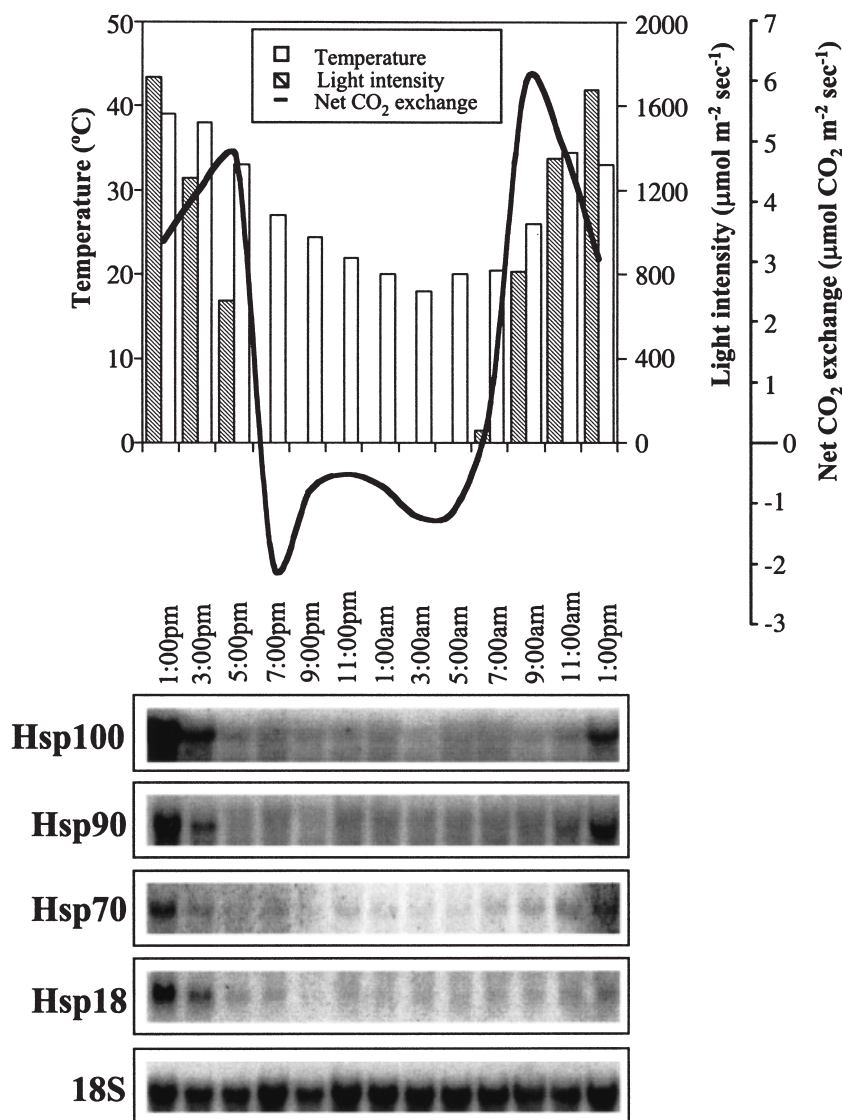 50
40
30
20
10
0
Temperature (ºC)
Temperature
Light intensity
Net CO₂ exchange
2000
1600
1200
800
400
0
Light intensity (μmol m⁻² sec⁻¹)
7
6
5
4
3
2
1
0
-1
-2
-3
Net CO₂ exchange (μmol CO₂ m⁻² sec⁻¹)
1:00pm
3:00pm
5:00pm
7:00pm
9:00pm
11:00pm
1:00am
3:00am
5:00am
7:00am
9:00am
11:00am
1:00pm
Hsp100
Hsp90
Hsp70
Hsp18
18S